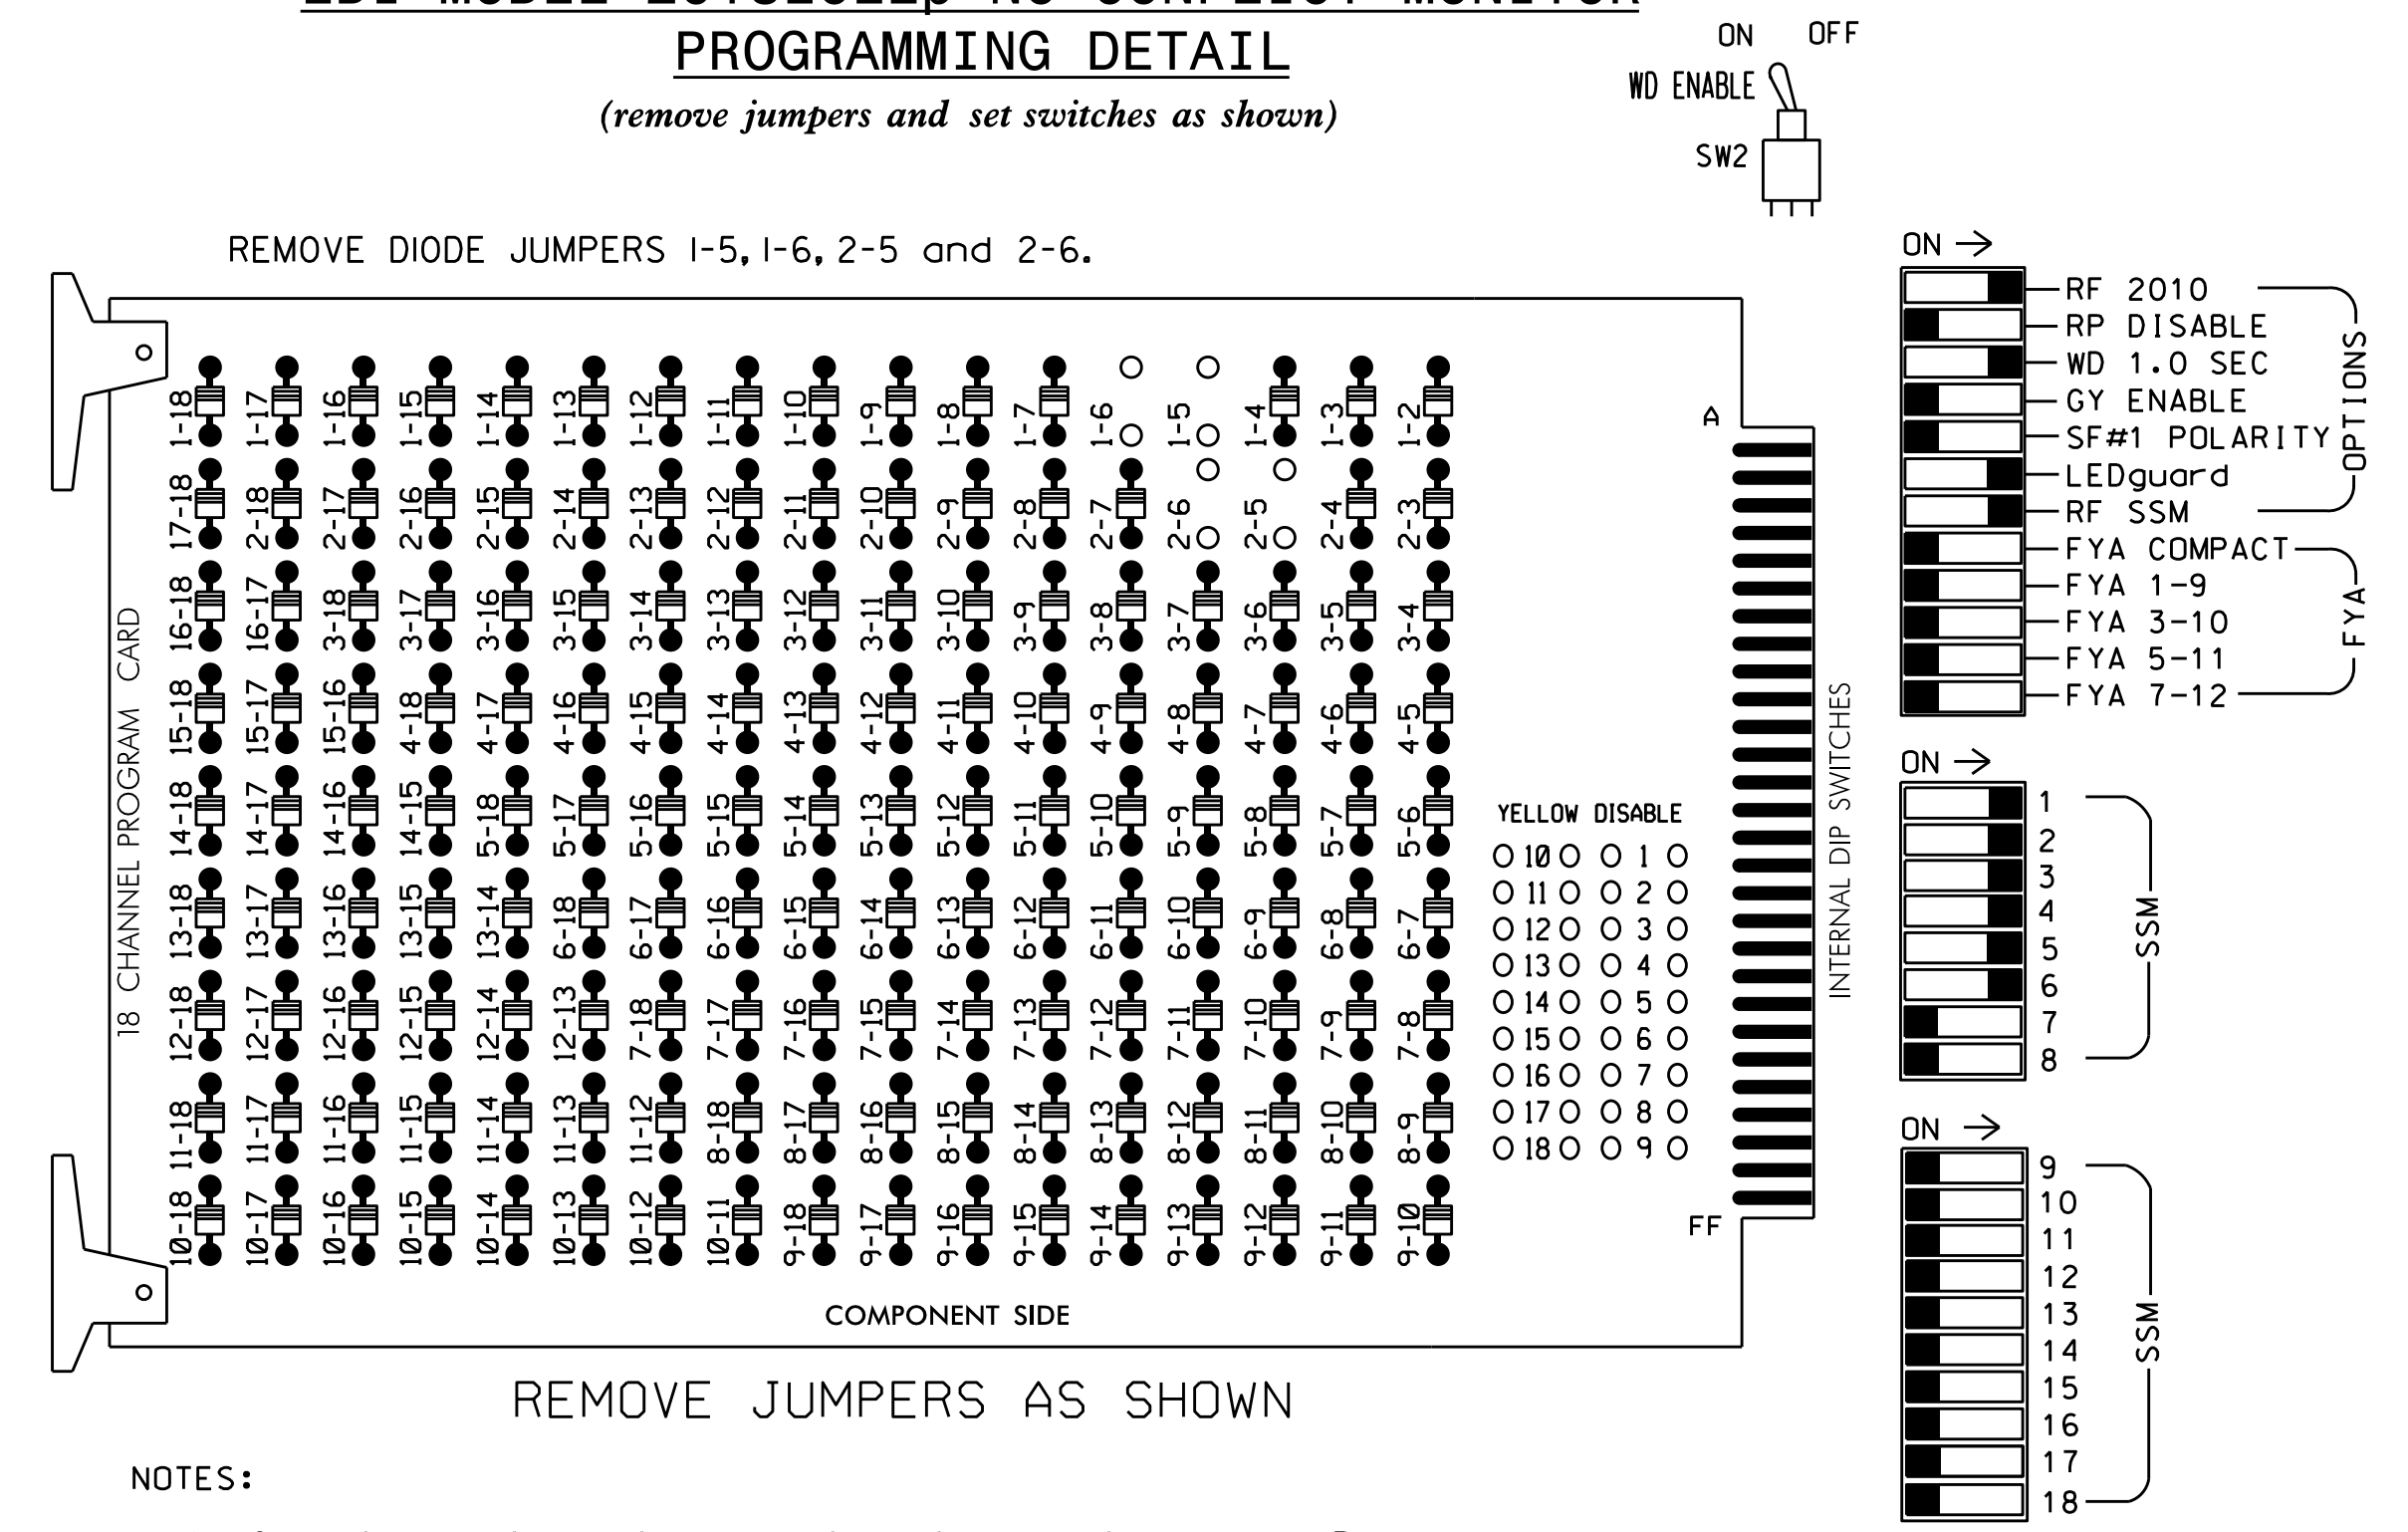 PROGRAMMING DETAIL
(remove jumpers and set switches as shown)
ON OFF
WD ENABLE
SW2
REMOVE DIODE JUMPERS 1-5, 1-6, 2-5 and 2-6.
18 CHANNEL PROGRAM CARD
1-18 1-17 1-16 1-15 1-14 1-13 1-12 1-11 1-10 1-9 1-8 1-7 1-6 1-5 1-4 1-3 1-2
17-18 2-18 2-17 2-16 2-15 2-14 2-13 2-12 2-11 2-10 2-9 2-8 2-7 2-6 2-5 2-4 2-3
16-18 16-17 3-18 3-17 3-16 3-15 3-14 3-13 3-12 3-11 3-10 3-9 3-8 3-7 3-6 3-5 3-4
15-18 15-17 15-16 4-18 4-17 4-16 4-15 4-14 4-13 4-12 4-11 4-10 4-9 4-8 4-7 4-6 4-5
14-18 14-17 14-16 14-15 5-18 5-17 5-16 5-15 5-14 5-13 5-12 5-11 5-10 5-9 5-8 5-7 5-6
13-18 13-17 13-16 13-15 13-14 6-18 6-17 6-16 6-15 6-14 6-13 6-12 6-11 6-10 6-9 6-8 6-7
12-18 12-17 12-16 12-15 12-14 12-13 7-18 7-17 7-16 7-15 7-14 7-13 7-12 7-11 7-10 7-9 7-8
11-18 11-17 11-16 11-15 11-14 11-13 11-12 8-18 8-17 8-16 8-15 8-14 8-13 8-12 8-11 8-10 8-9
10-18 10-17 10-16 10-15 10-14 10-13 10-12 10-11 9-18 9-17 9-16 9-15 9-14 9-13 9-12 9-11 9-10
YELLOW DISABLE
10 1
11 2
12 3
13 4
14 5
15 6
16 7
17 8
18 9
A
FF
INTERNAL DIP SWITCHES
COMPONENT SIDE
REMOVE JUMPERS AS SHOWN
NOTES:
ON →
RF 2010
RP DISABLE
WD 1.0 SEC
GY ENABLE
SF#1 POLARITY
LEDguard
RF SSM
OPTIONS
FYA COMPACT
FYA 1-9
FYA 3-10
FYA 5-11
FYA 7-12
FYA
ON →
1
2
3
4
5
6
7
8
SSM
ON →
9
10
11
12
13
14
15
16
17
18
SSM